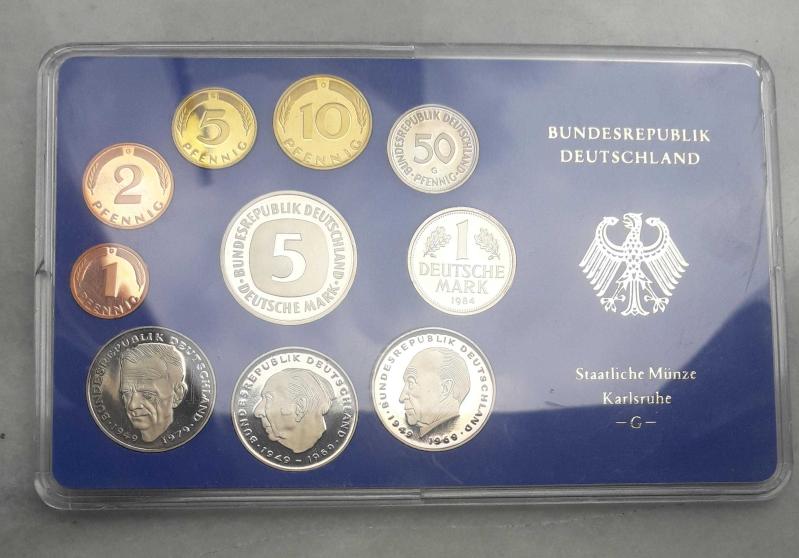 5
PFENNIG
10
PFENNIG
BUNDESREPUBLIK DEUTSCHLAND
50
G
PFENNIG
BUNDESREPUBLIK
DEUTSCHLAND
2
PFENNIG
1
PFENNIG
BUNDESREPUBLIK DEUTSCHLAND
5
DEUTSCHE MARK
1
DEUTSCHE
MARK
1984
BUNDESREPUBLIK DEUTSCHLAND
1949 1979
BUNDESREPUBLIK DEUTSCHLAND
1949 - 1969
BUNDESREPUBLIK DEUTSCHLAND
1949 1969
Staatliche Münze
Karlsruhe
-G-